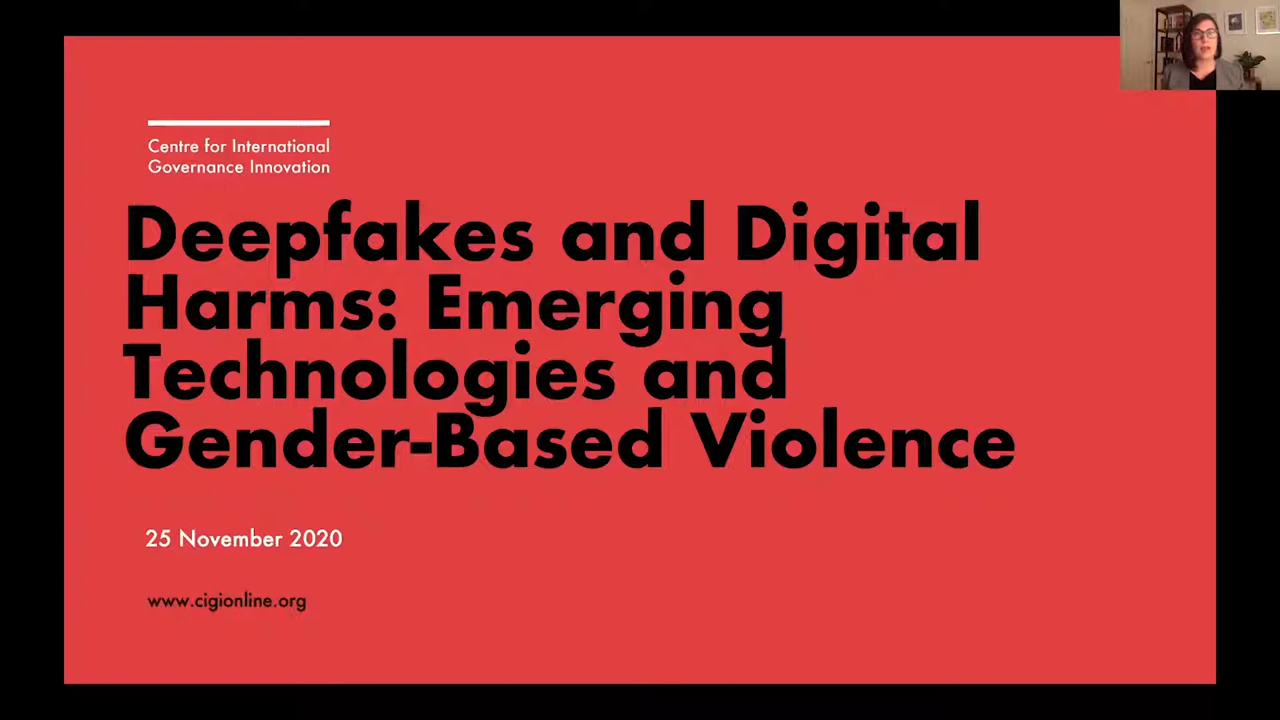 Centre for International
Governance Innovation
Deepfakes and Digital
Harms: Emerging
Technologies and
Gender-Based Violence
25 November 2020
www.cigionline.org